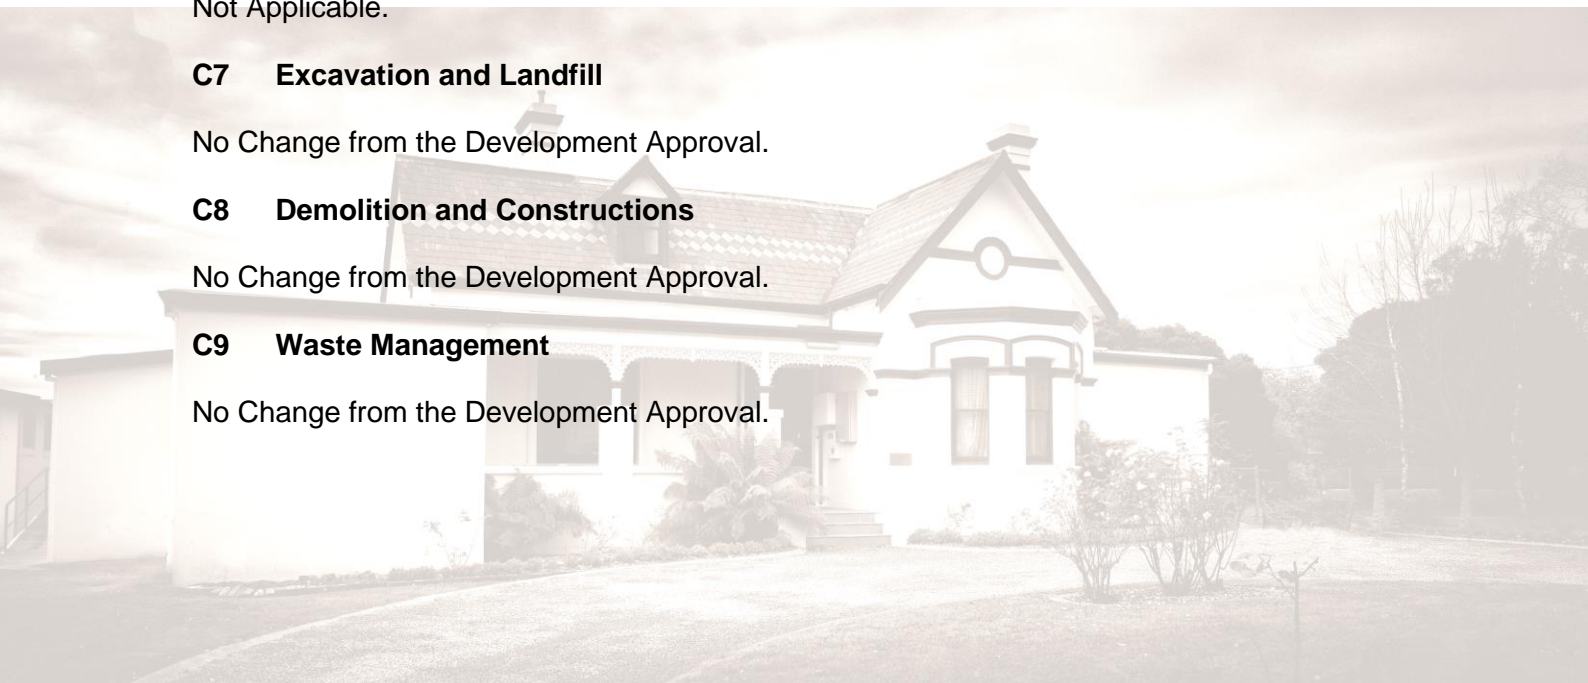 Not Applicable.
C7 Excavation and Landfill
No Change from the Development Approval.
C8 Demolition and Constructions
No Change from the Development Approval.
C9 Waste Management
No Change from the Development Approval.